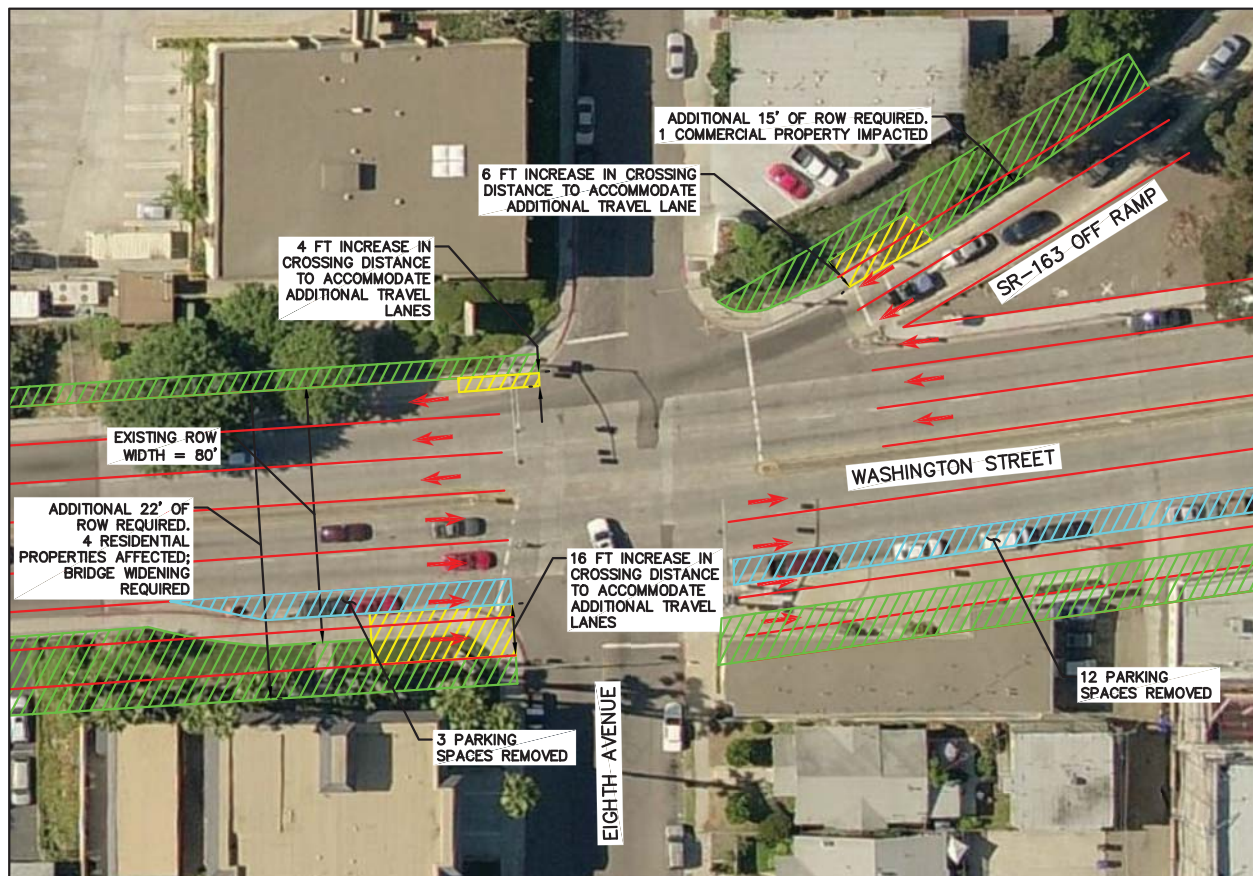 ADDITIONAL 15' OF ROW REQUIRED.
1 COMMERCIAL PROPERTY IMPACTED
6 FT INCREASE IN CROSSING
DISTANCE TO ACCOMMODATE
ADDITIONAL TRAVEL LANE
4 FT INCREASE IN
CROSSING DISTANCE
TO ACCOMMODATE
ADDITIONAL TRAVEL
LANES
SR-163 OFF RAMP
EXISTING ROW
WIDTH = 80'
WASHINGTON STREET
ADDITIONAL 22' OF
ROW REQUIRED.
4 RESIDENTIAL
PROPERTIES AFFECTED;
BRIDGE WIDENING
REQUIRED
16 FT INCREASE IN
CROSSING DISTANCE
TO ACCOMMODATE
ADDITIONAL TRAVEL
LANES
12 PARKING
SPACES REMOVED
3 PARKING
SPACES REMOVED
EIGHTH AVENUE